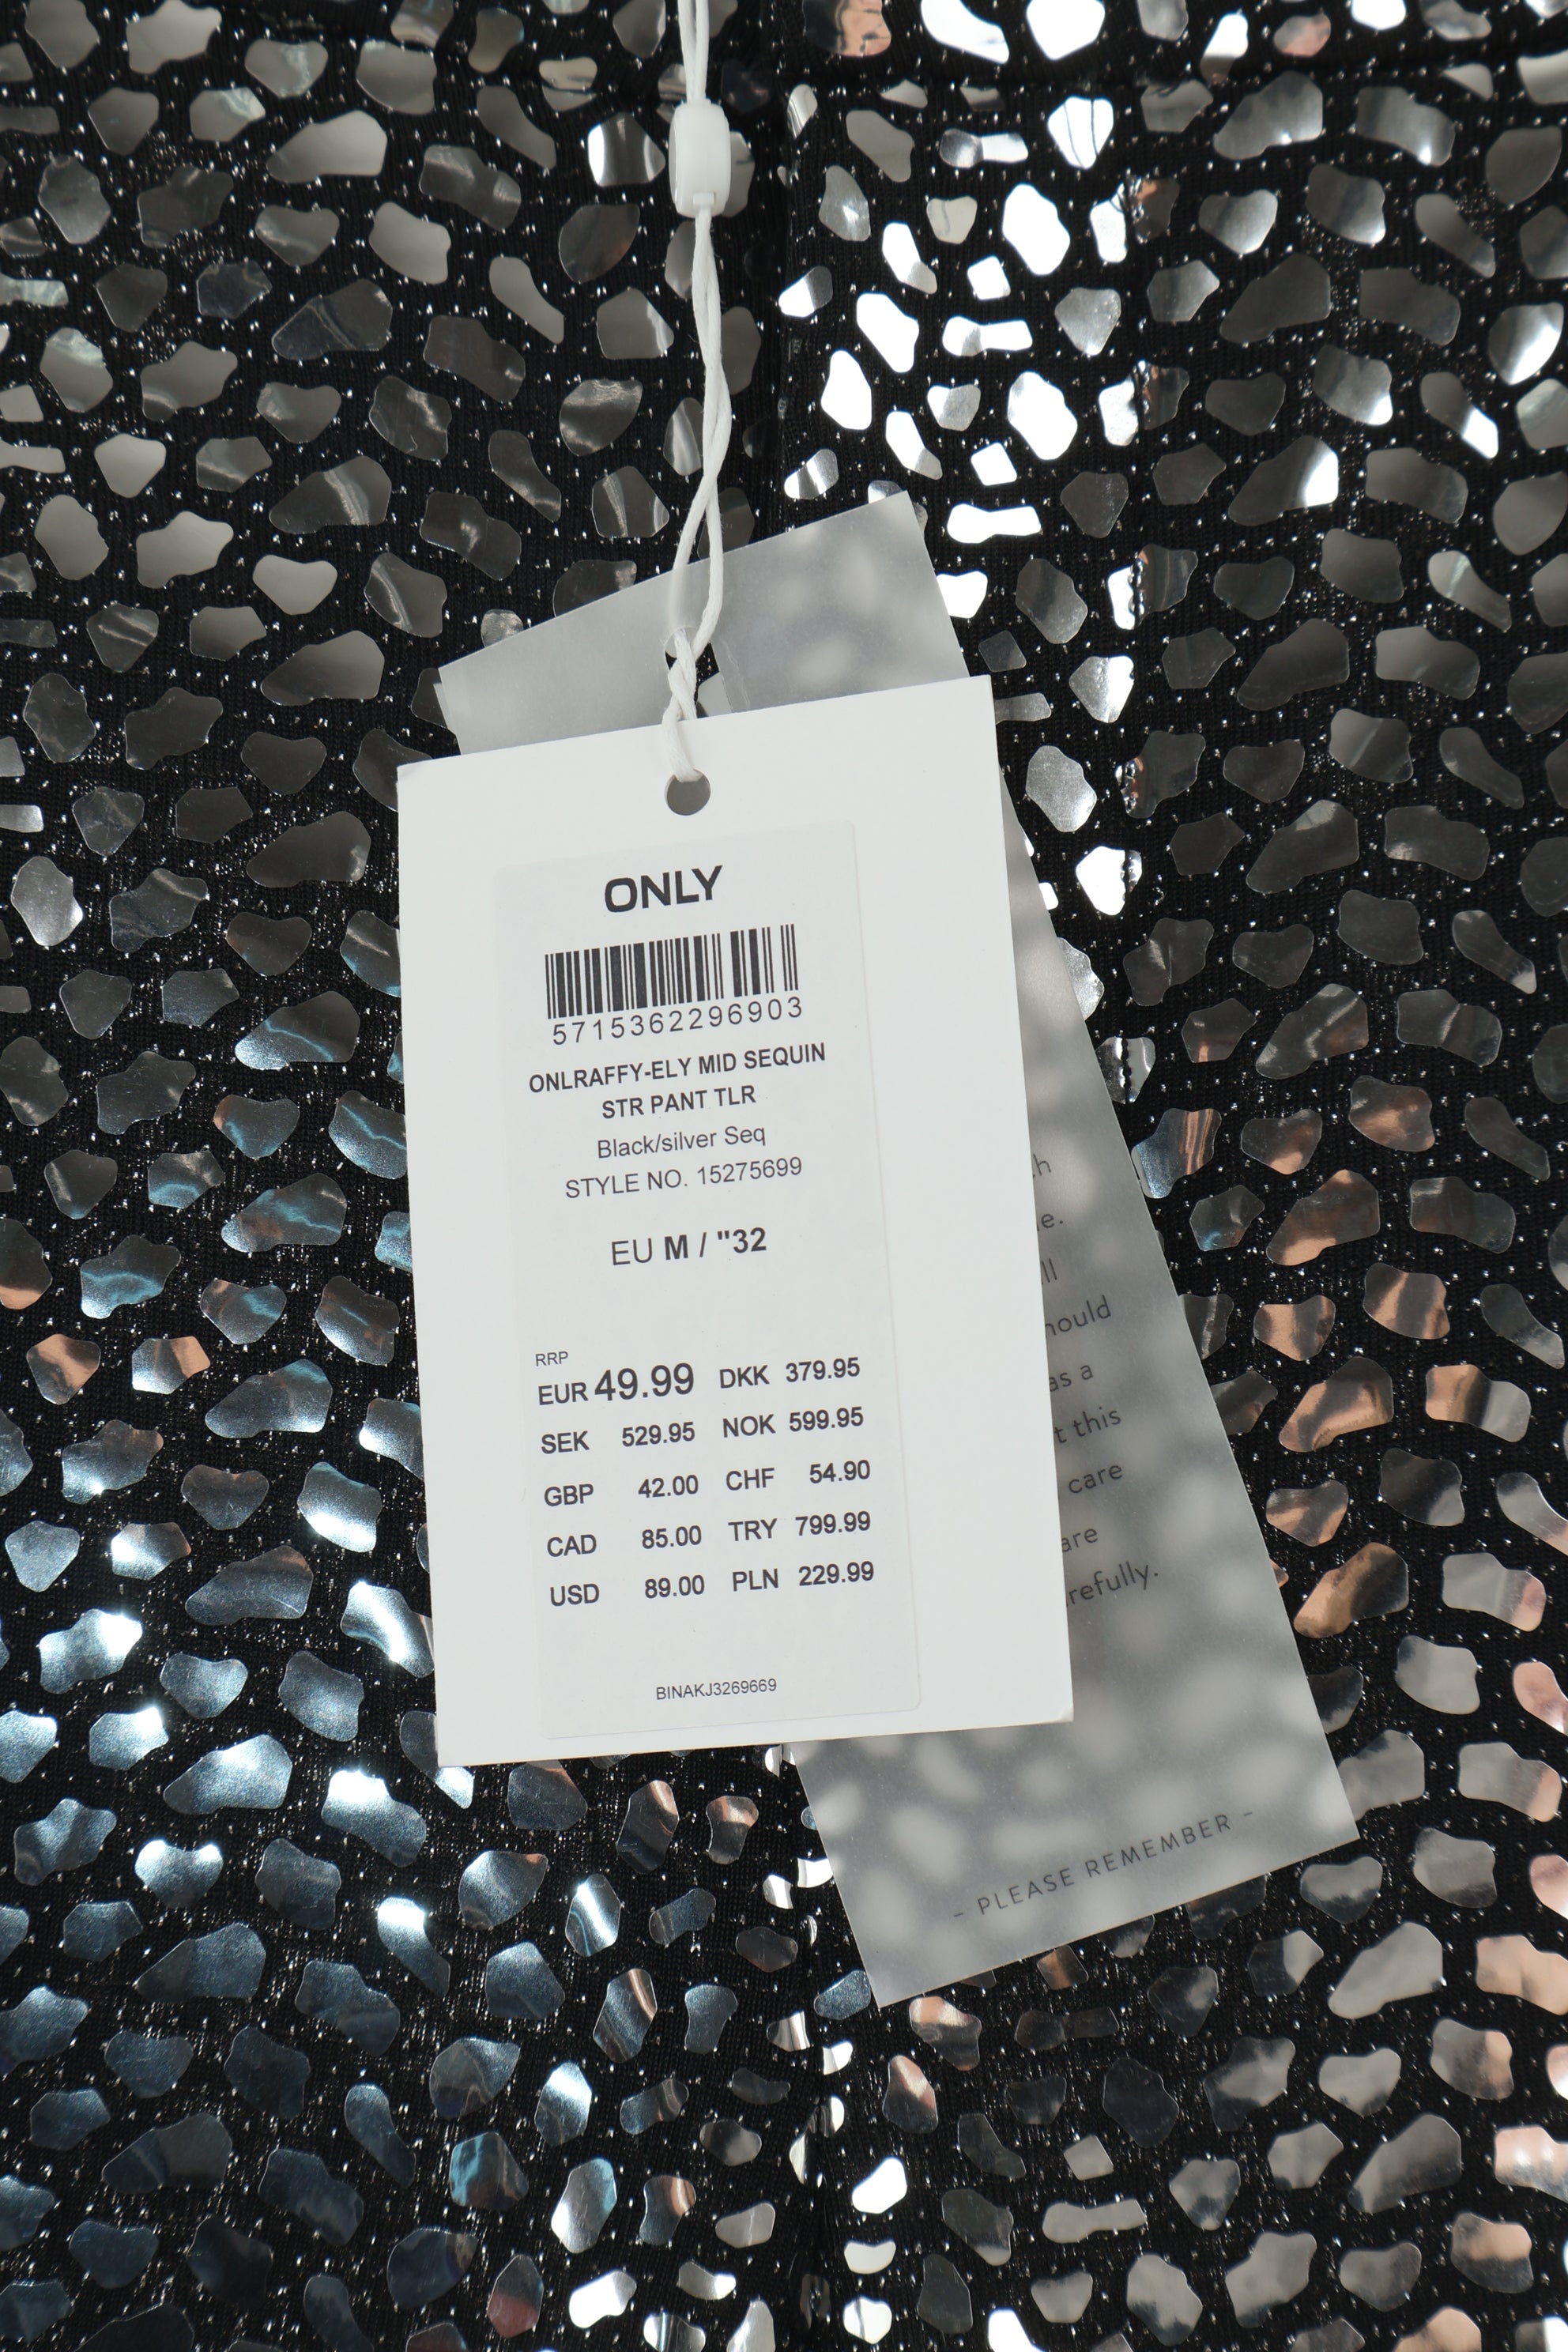 ONLY
5715362296903
ONLRAFFY-ELY MID SEQUIN
STR PANT TLR
Black/silver Seq
STYLE NO. 15275699
EU M / "32
RRP
EUR 49.99 DKK 379.95
SEK 529.95 NOK 599.95
GBP 42.00 CHF 54.90
CAD 85.00 TRY 799.99
USD 89.00 PLN 229.99
BINAKJ3269669
as a
this
care
- PLEASE REMEMBER -